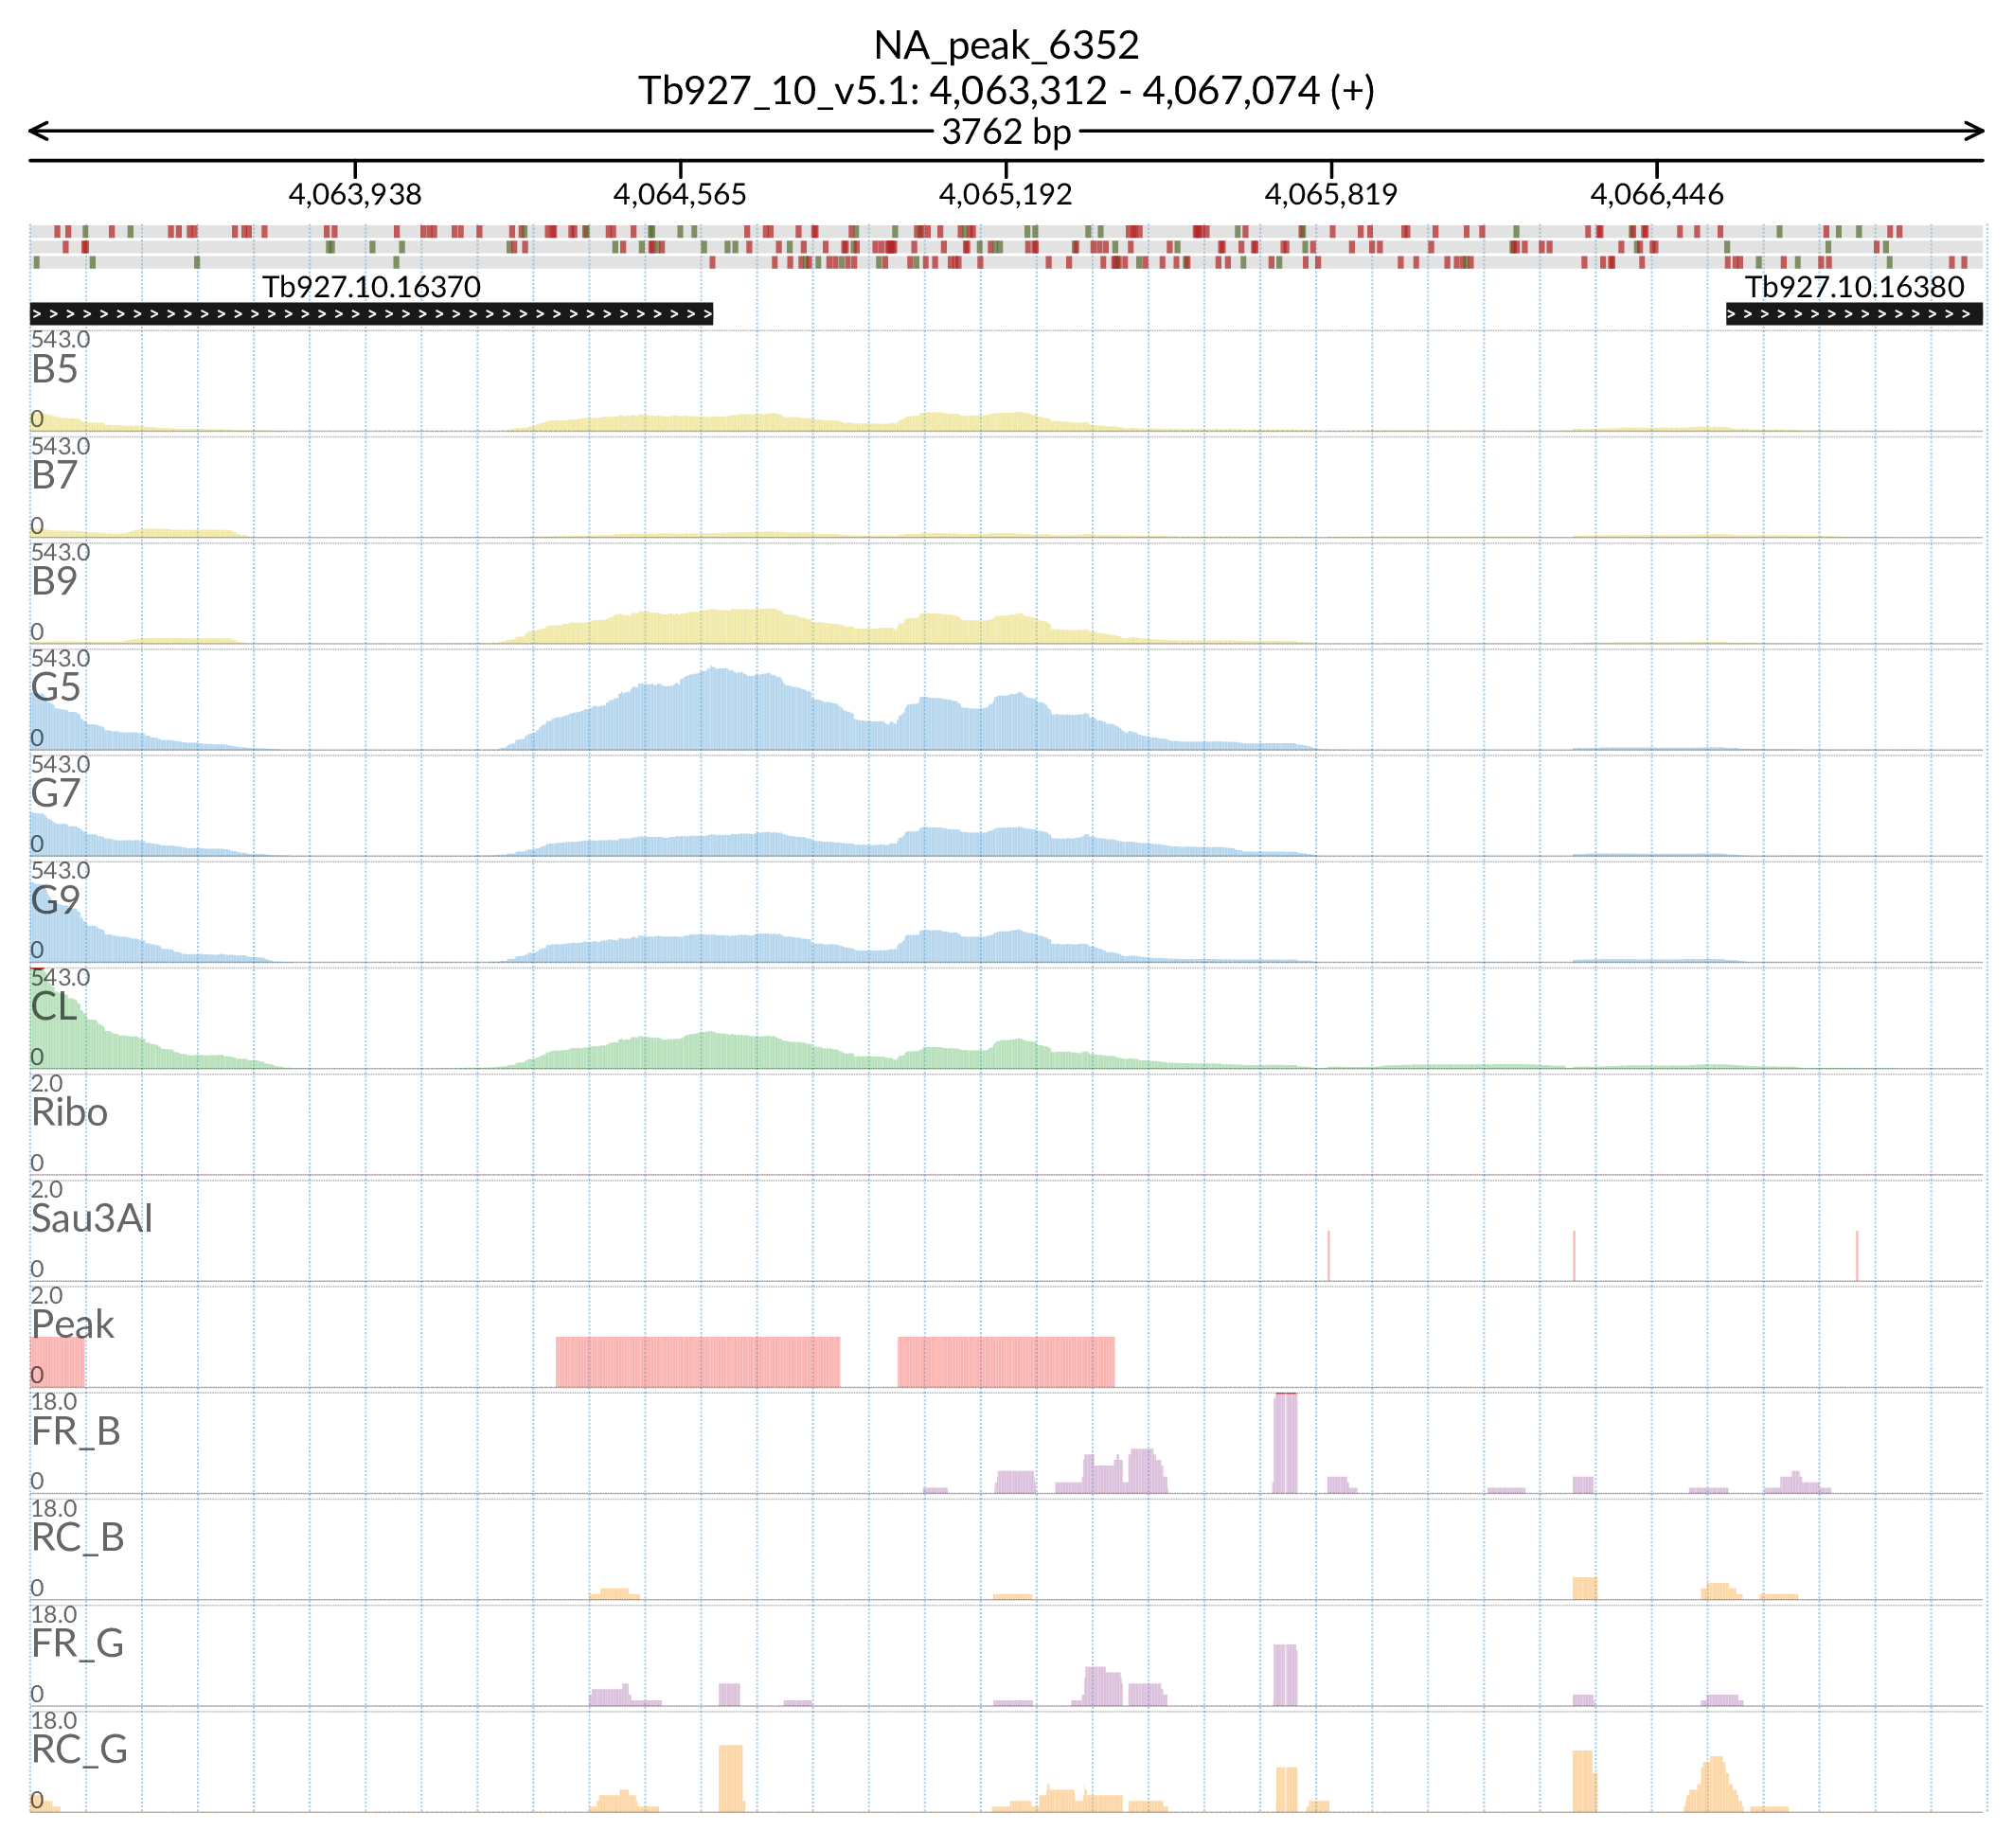 NA_peak_6352
Tb927_10_v5.1: 4,063,312 - 4,067,074 (+)
3762 bp
4,063,938 4,064,565 4,065,192 4,065,819 4,066,446
Tb927.10.16370 Tb927.10.16380
543.0
B5
0
543.0
B7
0
543.0
B9
0
543.0
G5
0
543.0
G7
0
543.0
G9
0
543.0
CL
0
2.0
Ribo
0
2.0
Sau3AI
0
2.0
Peak
0
18.0
FR_B
0
18.0
RC_B
0
18.0
FR_G
0
18.0
RC_G
0